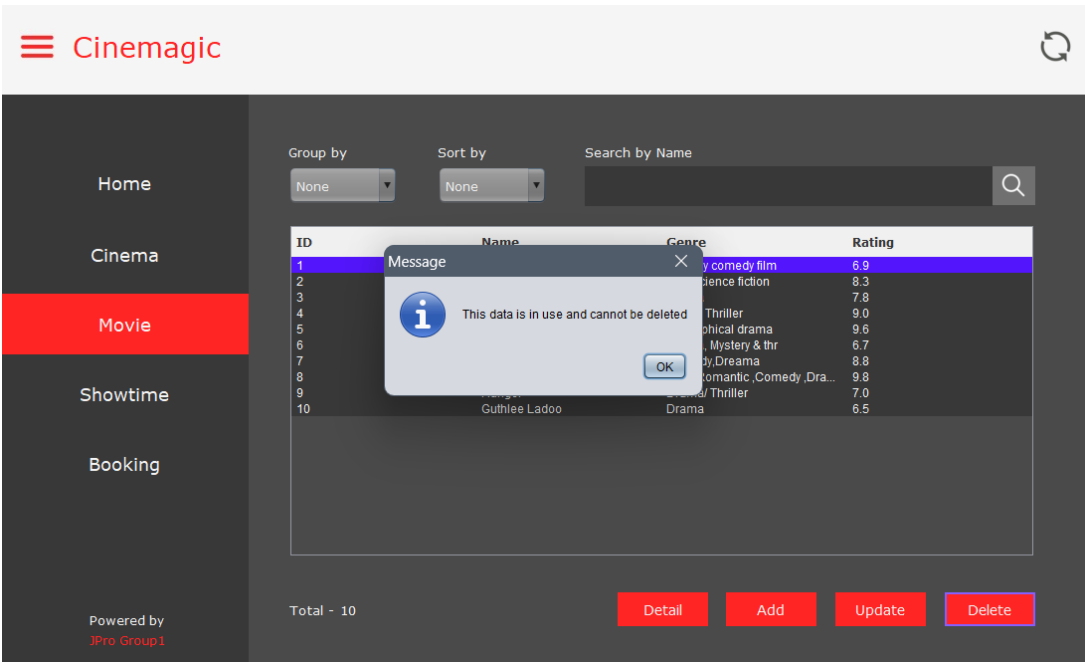 Cinemagic
Home
Cinema
Movie
Showtime
Booking
Powered by
JPro Group1
Group by
Sort by
Search by Name
None
None
ID Name Genre Rating
1 y comedy film 6.9
2 science fiction 8.3
3 7.8
4 Thriller 9.0
5 phical drama 9.6
6 , Mystery & thr 6.7
7 dy,Dreama 8.8
8 Romantic ,Comedy ,Dra... 9.8
9 Hunger Drama/ Thriller 7.0
10 Guthlee Ladoo Drama 6.5
Message
This data is in use and cannot be deleted
OK
Total - 10
Detail
Add
Update
Delete